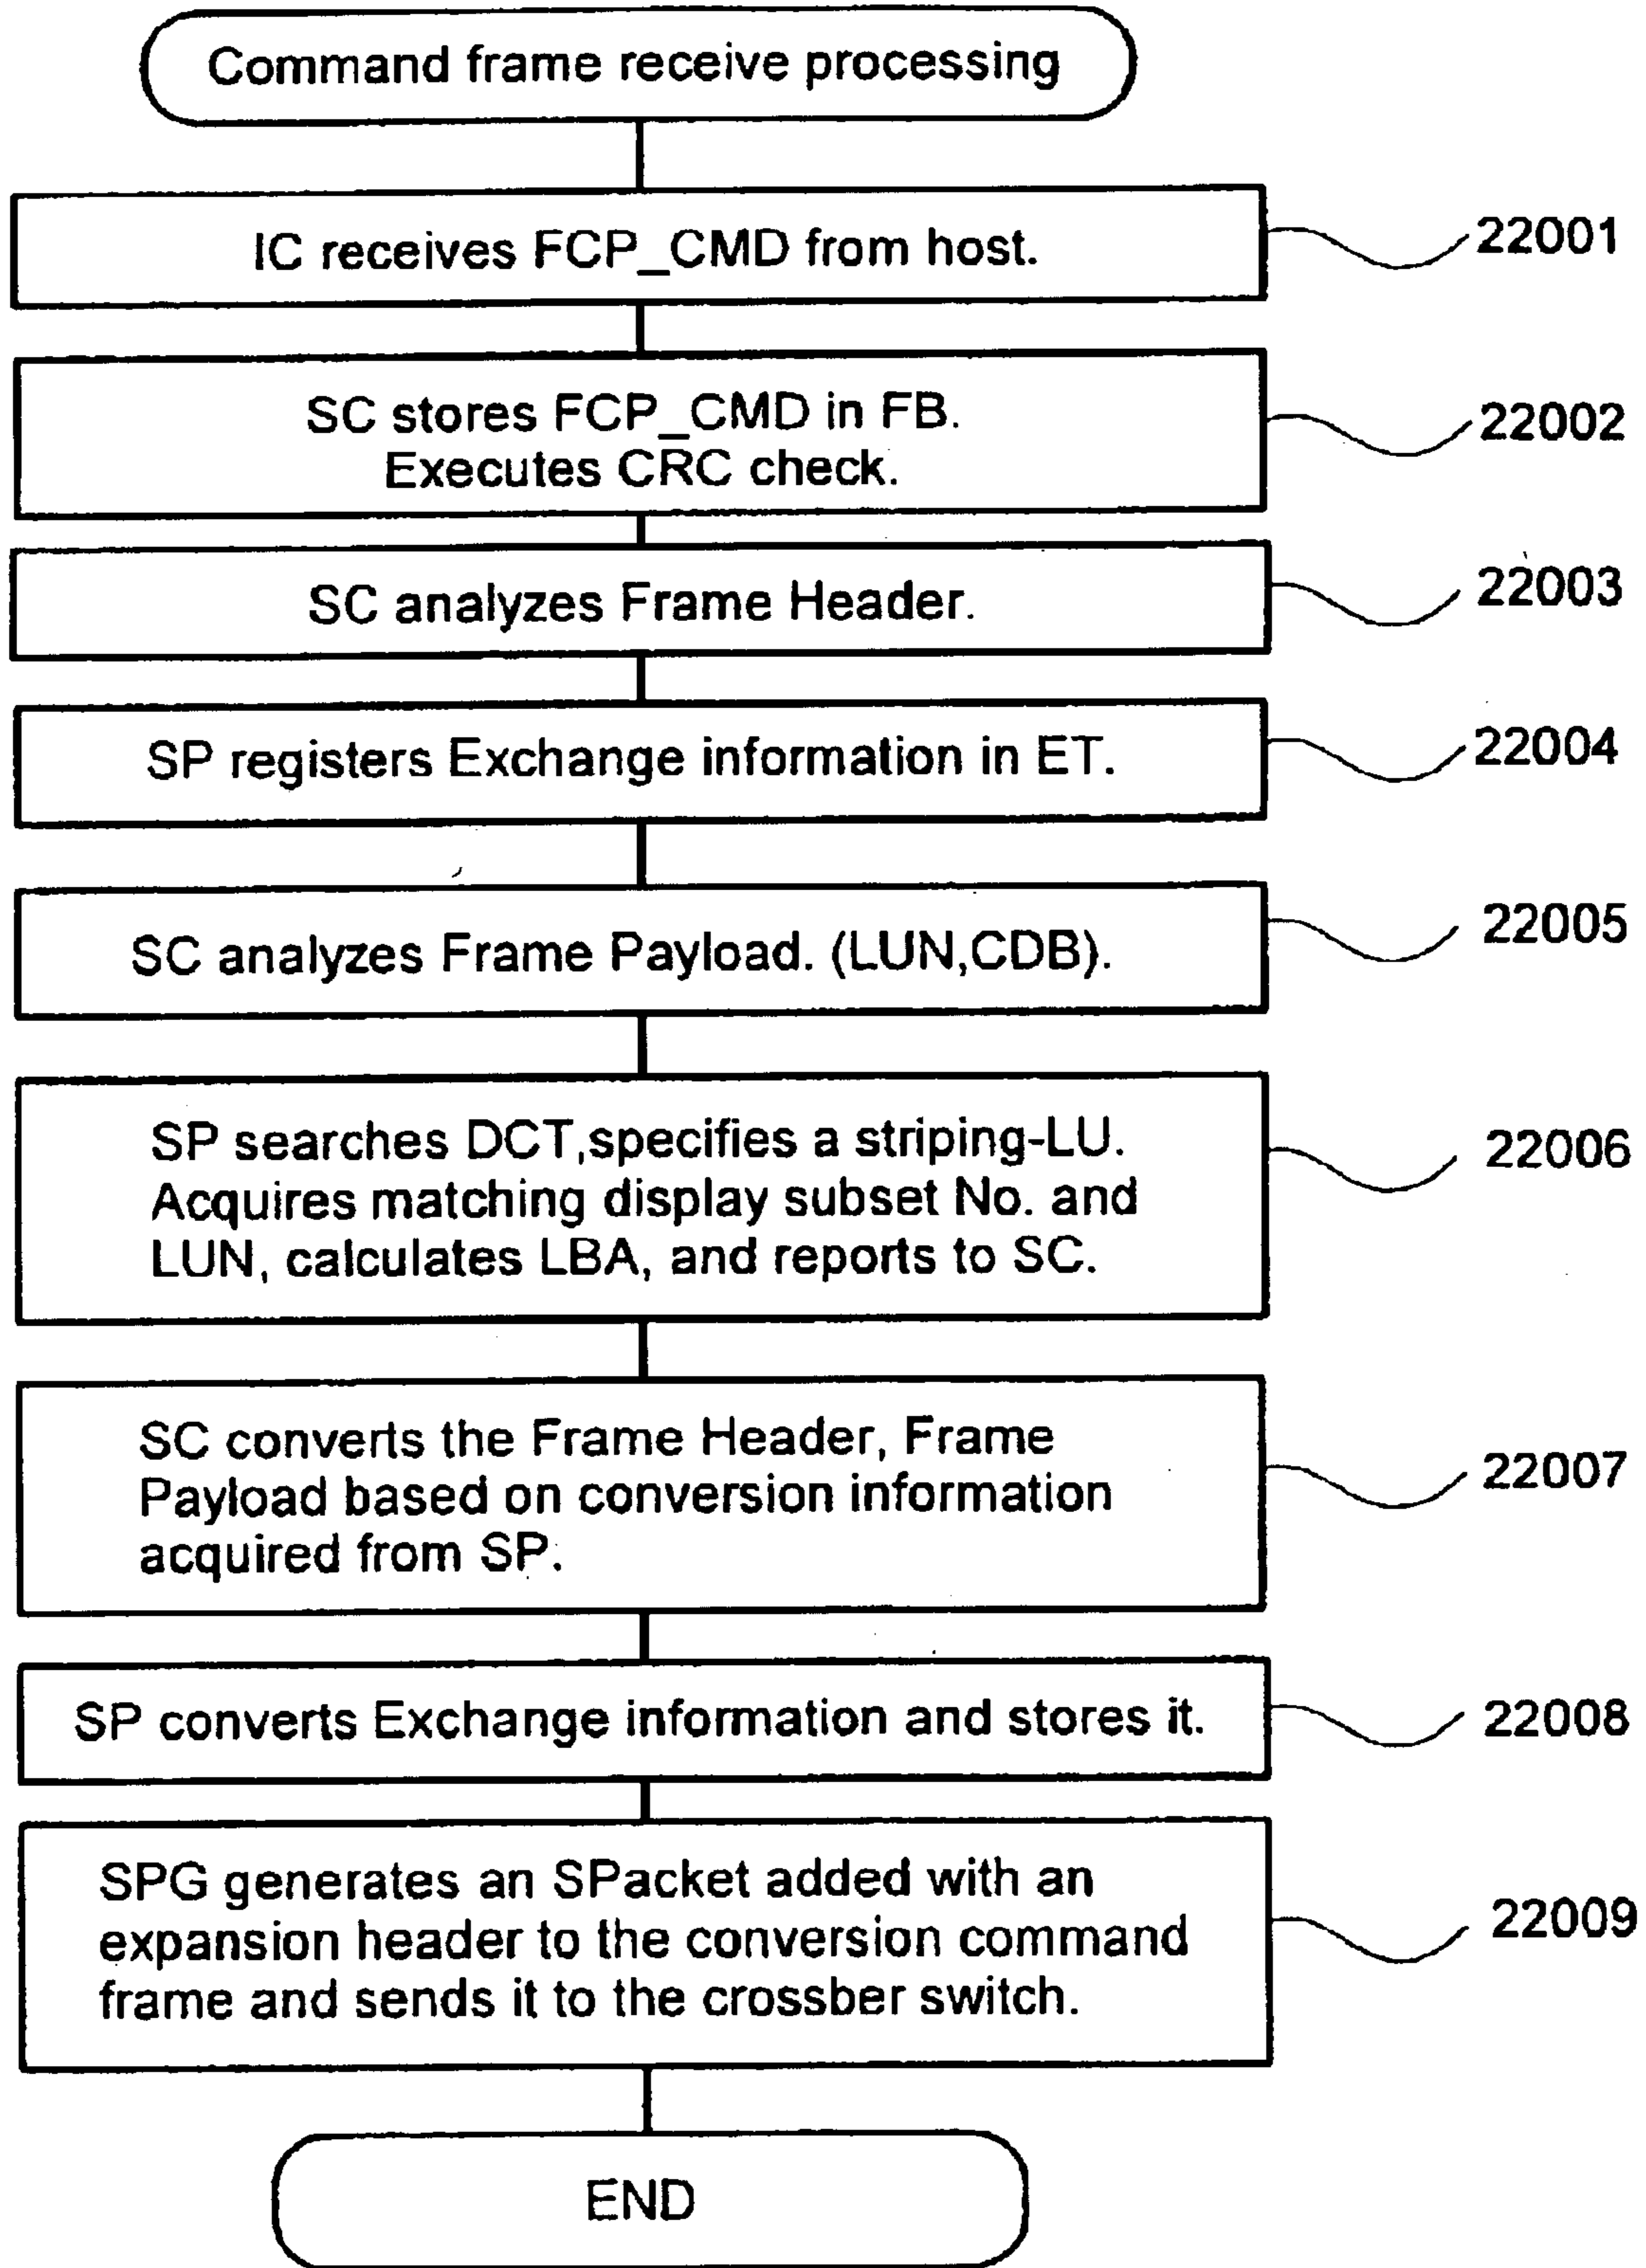 Command frame receive processing
IC receives FCP_CMD from host.
22001
SC stores FCP_CMD in FB.
Executes CRC check.
22002
SC analyzes Frame Header.
22003
SP registers Exchange information in ET.
22004
SC analyzes Frame Payload. (LUN,CDB).
22005
SP searches DCT,specifies a striping-LU.
Acquires matching display subset No. and
LUN, calculates LBA, and reports to SC.
22006
SC converts the Frame Header, Frame
Payload based on conversion information
acquired from SP.
22007
SP converts Exchange information and stores it.
22008
SPG generates an SPacket added with an
expansion header to the conversion command
frame and sends it to the crossber switch.
22009
END